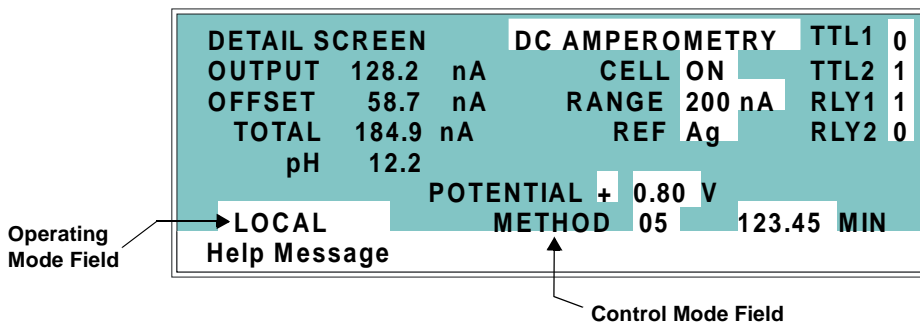 DETAIL SCREEN DC AMPEROMETRY TTL1 0
OUTPUT 128.2 nA CELL ON TTL2 1
OFFSET 58.7 nA RANGE 200 nA RLY1 1
TOTAL 184.9 nA REF Ag RLY2 0
pH 12.2
POTENTIAL + 0.80 V
LOCAL METHOD 05 123.45 MIN
Help Message
Operating
Mode Field
Control Mode Field